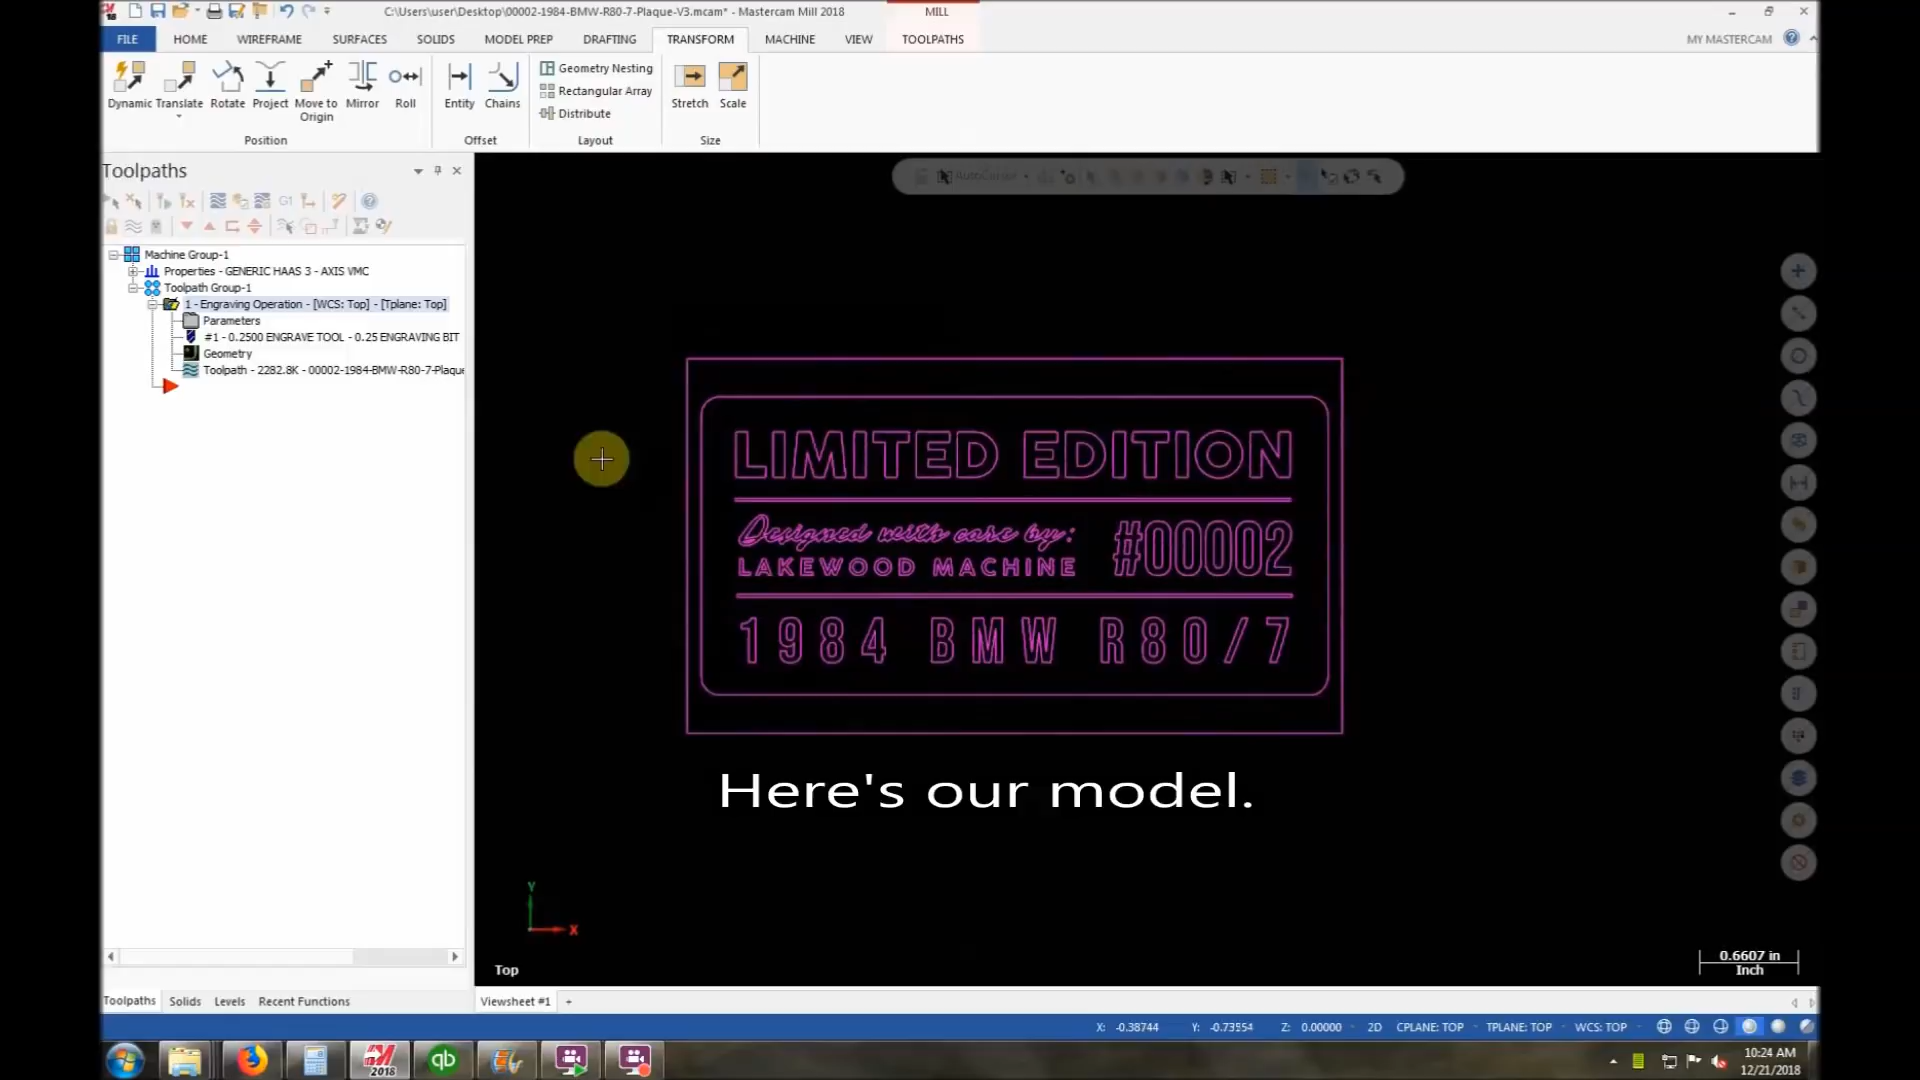 C:\Users\user\Desktop\00002-1984-BMW-R80-7-Plaque-V3.mcam* - Mastercam Mill 2018
MILL
FILE HOME WIREFRAME SURFACES SOLIDS MODEL PREP DRAFTING TRANSFORM MACHINE VIEW TOOLPATHS
MY MASTERCAM
Dynamic Translate Rotate Project Move to Origin Mirror Roll
Entity Chains
Geometry Nesting
Rectangular Array
Distribute
Stretch Scale
Position Offset Layout Size
Toolpaths
G1
AutoCursor
Machine Group-1
Properties - GENERIC HAAS 3 - AXIS VMC
Toolpath Group-1
1 - Engraving Operation - [WCS: Top] - [Tplane: Top]
Parameters
#1 - 0.2500 ENGRAVE TOOL - 0.25 ENGRAVING BIT
Geometry
Toolpath - 2282.8K - 00002-1984-BMW-R80-7-Plaque
LIMITED EDITION
Designed with care by:
LAKEWOOD MACHINE
#00002
1984 BMW R80/7
Here's our model.
Y
X
Top
0.6607 in
Inch
Toolpaths Solids Levels Recent Functions
Viewsheet #1 +
X: -0.38744 Y: -0.73554 Z: 0.00000 2D CPLANE: TOP TPLANE: TOP WCS: TOP
2018
qb
10:24 AM
12/21/2018